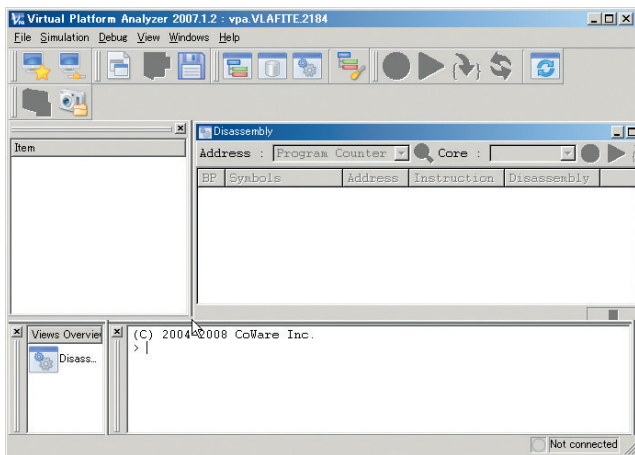 Virtual Platform Analyzer 2007.1.2 : vpa.VLAFITE.2184
File Simulation Debug View Windows Help
Item
Disassembly
Address : Program Counter Core :
BP Symbols Address Instruction Disassembly
Views Overvie
Disass...
(C) 2004-2008 CoWare Inc.
>
Not connected